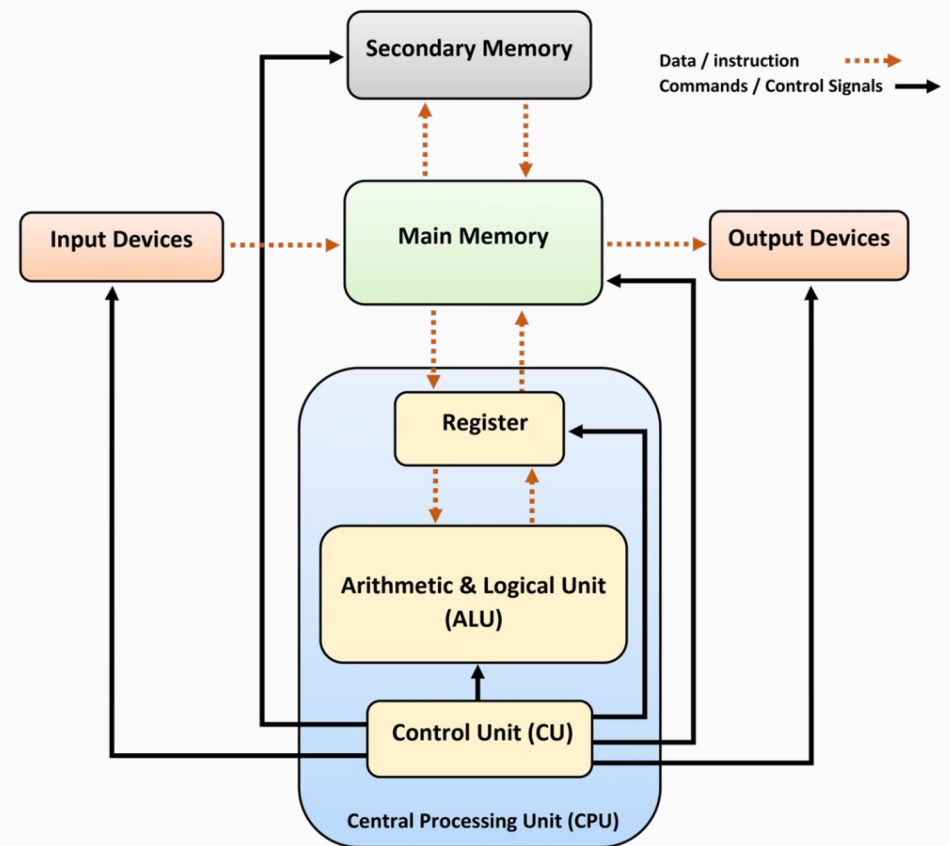 Secondary Memory
Data / instruction
Commands / Control Signals
Input Devices
Main Memory
Output Devices
Register
Arithmetic & Logical Unit
(ALU)
Control Unit (CU)
Central Processing Unit (CPU)